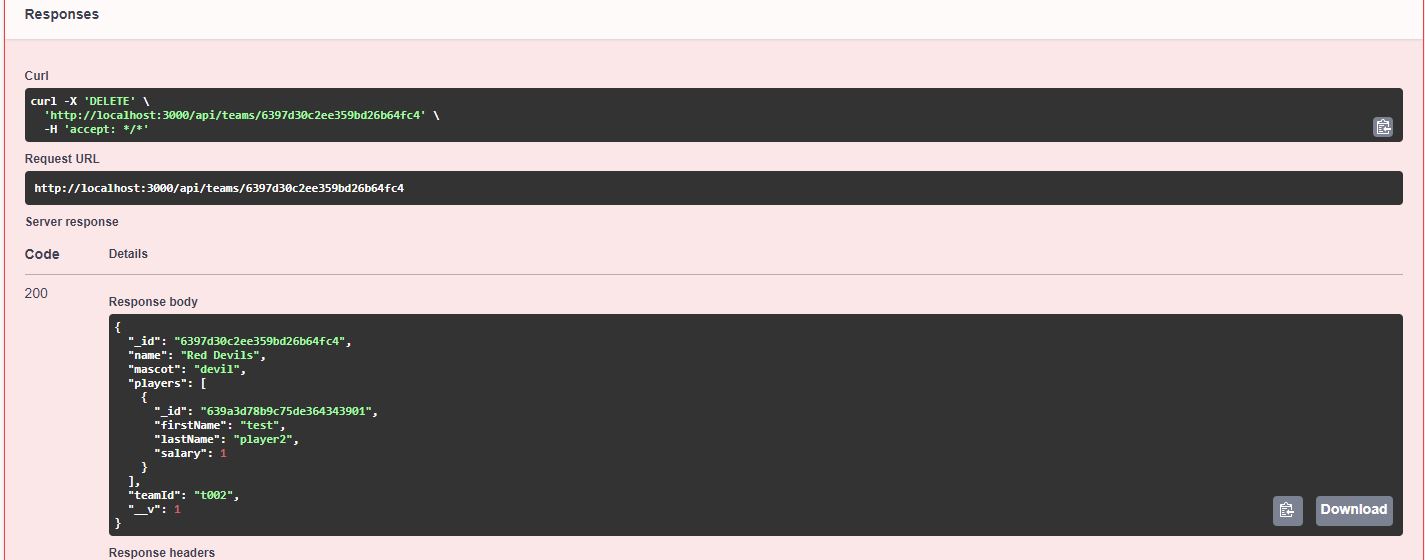 Responses
Curl
curl -X 'DELETE' \
  'http://localhost:3000/api/teams/6397d30c2ee359bd26b64fc4' \
  -H 'accept: */*'
Request URL
http://localhost:3000/api/teams/6397d30c2ee359bd26b64fc4
Server response
Code Details
200
Response body
{
  "_id": "6397d30c2ee359bd26b64fc4",
  "name": "Red Devils",
  "mascot": "devil",
  "players": [
    {
      "_id": "639a3d78b9c75de364343901",
      "firstName": "test",
      "lastName": "player2",
      "salary": 1
    }
  ],
  "teamId": "t002",
  "__v": 1
}
Download
Response headers